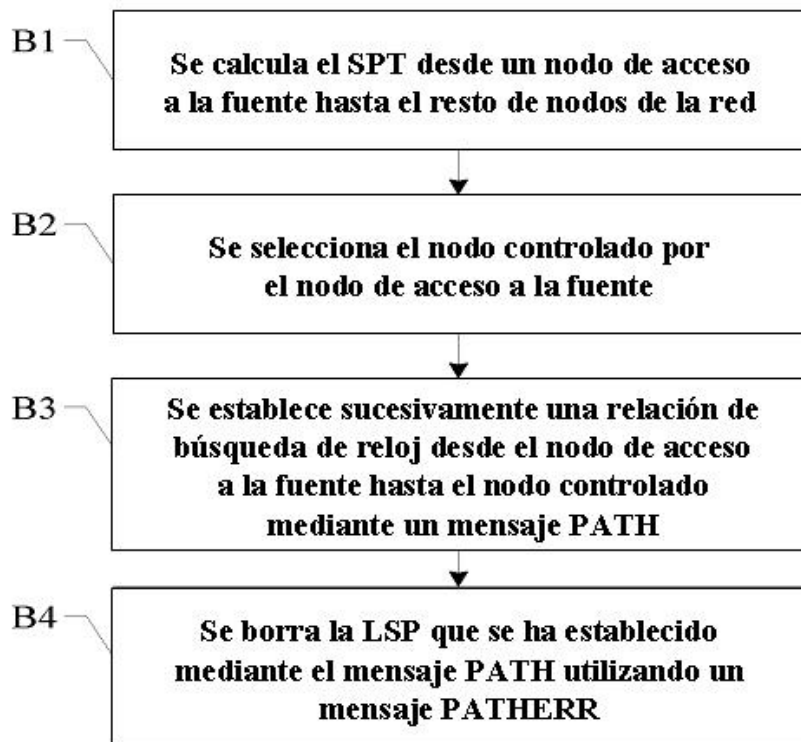 B1
Se calcula el SPT desde un nodo de acceso
a la fuente hasta el resto de nodos de la red
B2
Se selecciona el nodo controlado por
el nodo de acceso a la fuente
B3
Se establece sucesivamente una relación de
búsqueda de reloj desde el nodo de acceso
a la fuente hasta el nodo controlado
mediante un mensaje PATH
B4
Se borra la LSP que se ha establecido
mediante el mensaje PATH utilizando un
mensaje PATHERR